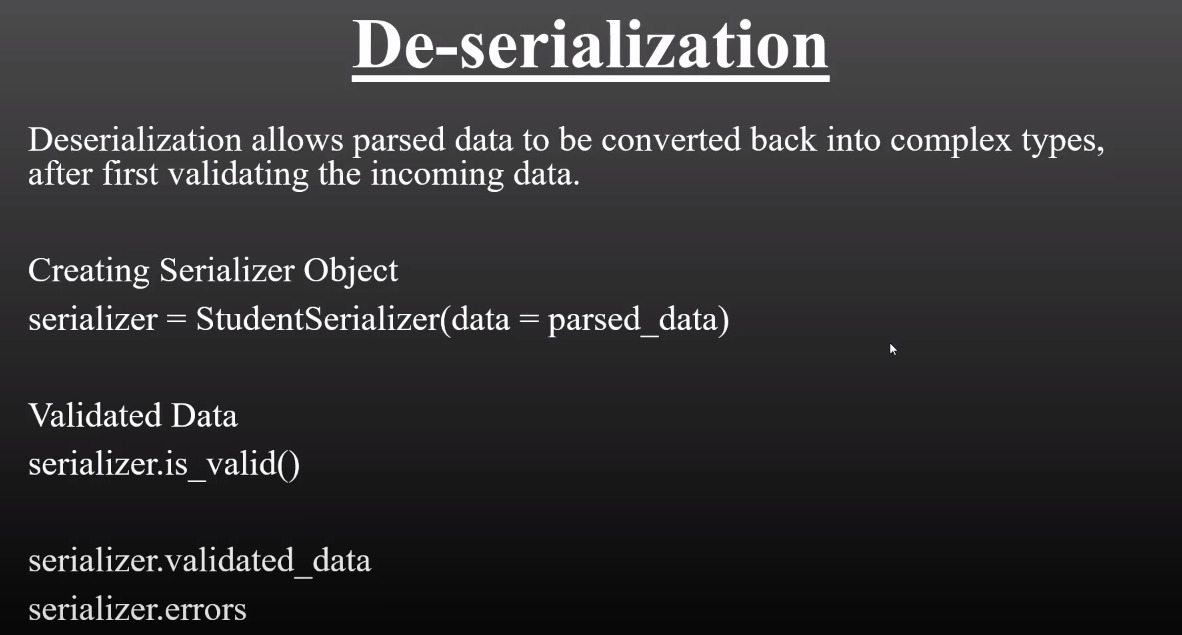 De-serialization
Deserialization allows parsed data to be converted back into complex types,
after first validating the incoming data.
Creating Serializer Object
serializer = StudentSerializer(data = parsed_data)
Validated Data
serializer.is_valid()
serializer.validated_data
serializer.errors